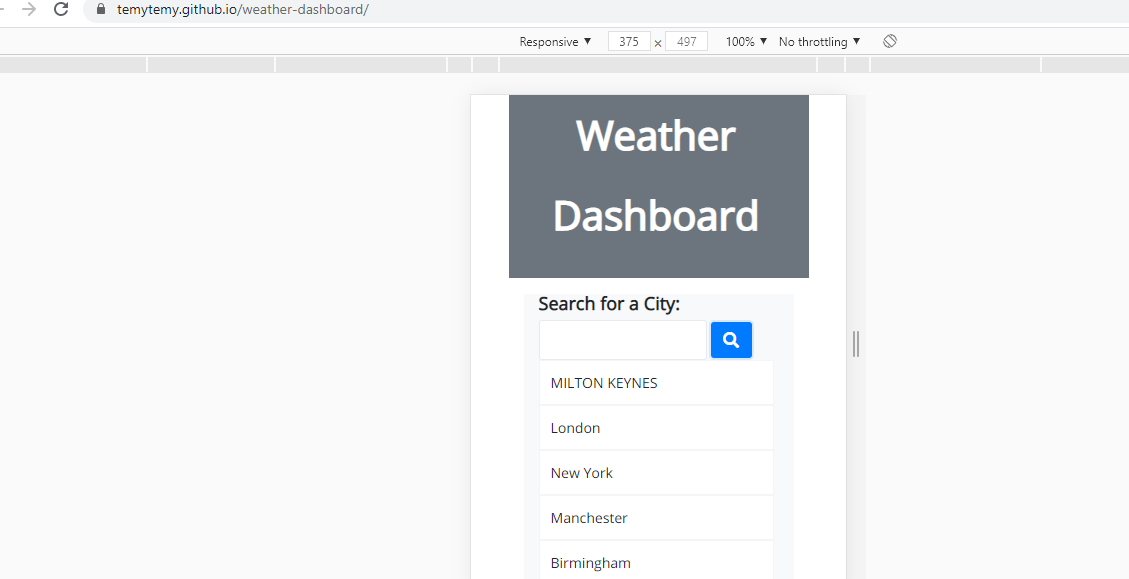 temytemy.github.io/weather-dashboard/
Responsive ▼ 375 × 497 100% ▼ No throttling ▼
Weather
Dashboard
Search for a City:
MILTON KEYNES
London
New York
Manchester
Birmingham